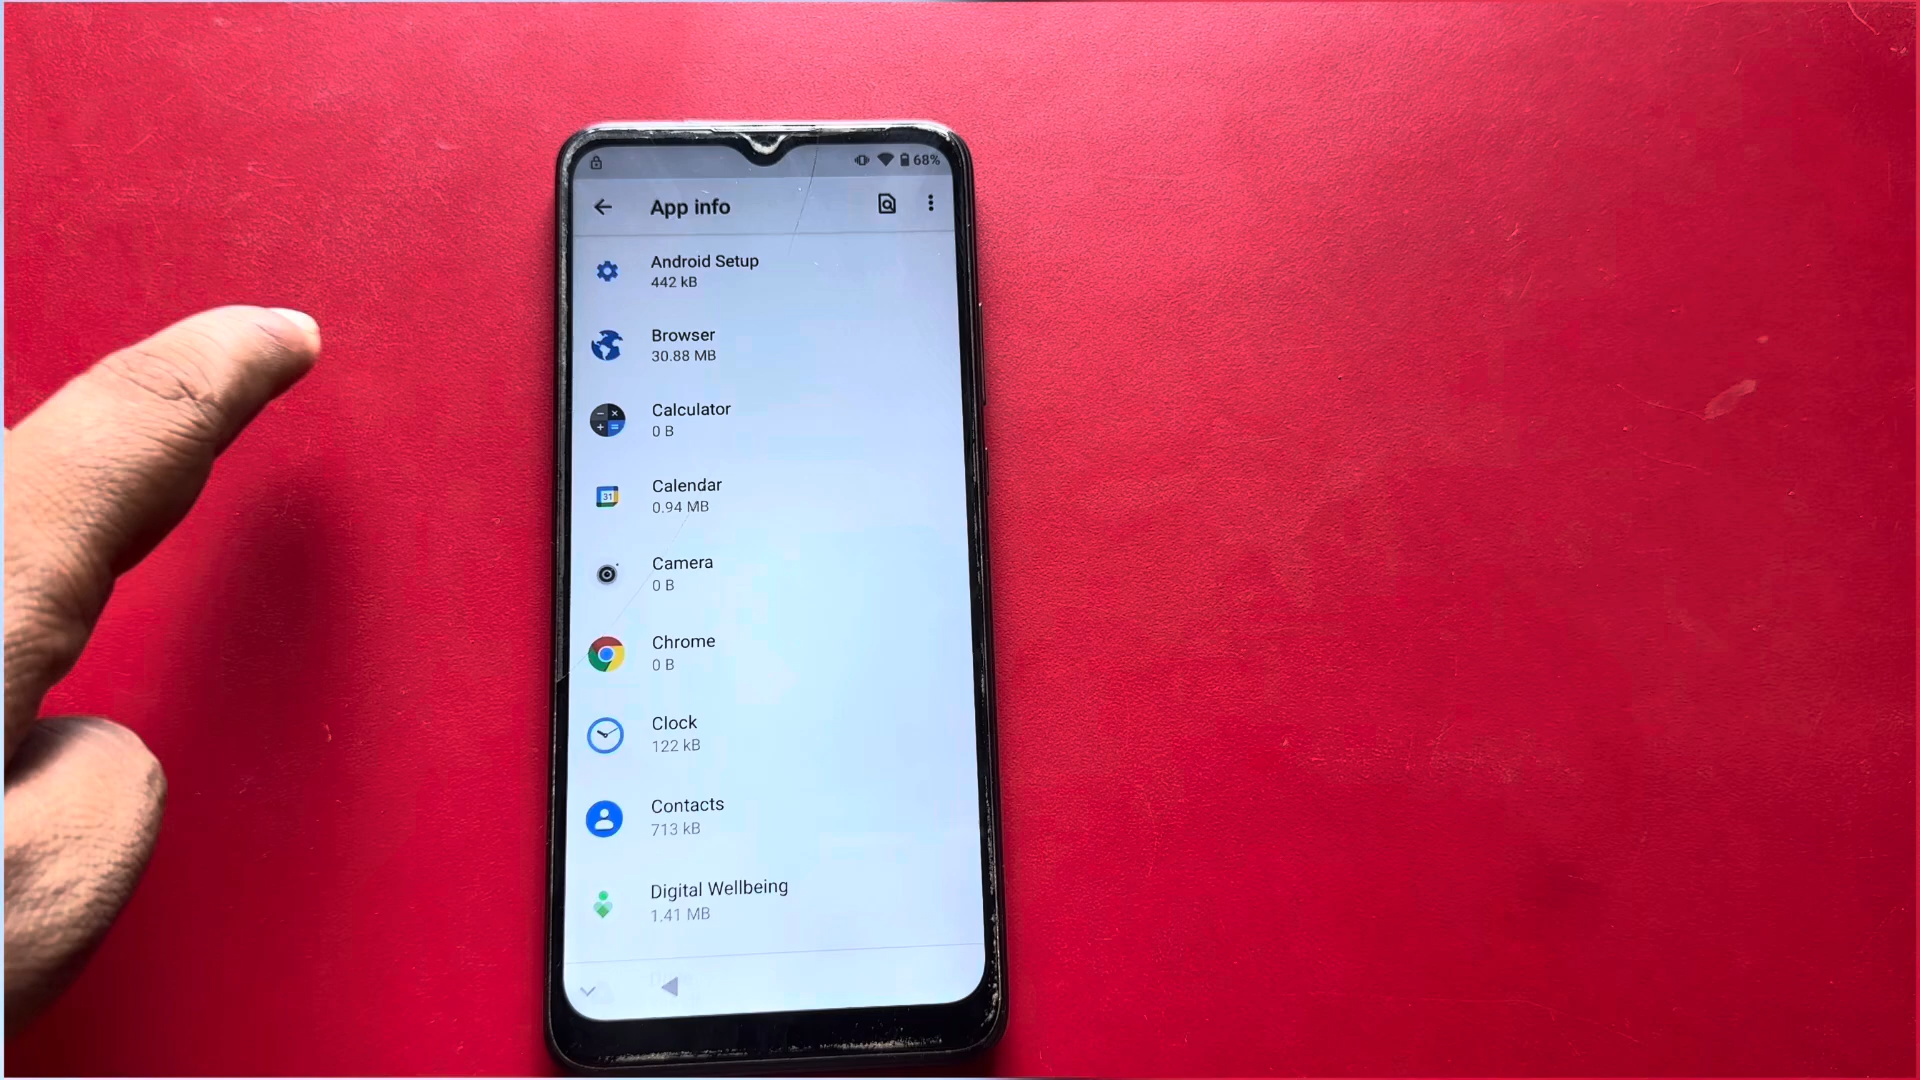 68%
App info
Android Setup
442 kB
Browser
30.88 MB
Calculator
0 B
31
Calendar
0.94 MB
Camera
0 B
Chrome
0 B
Clock
122 kB
Contacts
713 kB
Digital Wellbeing
1.41 MB